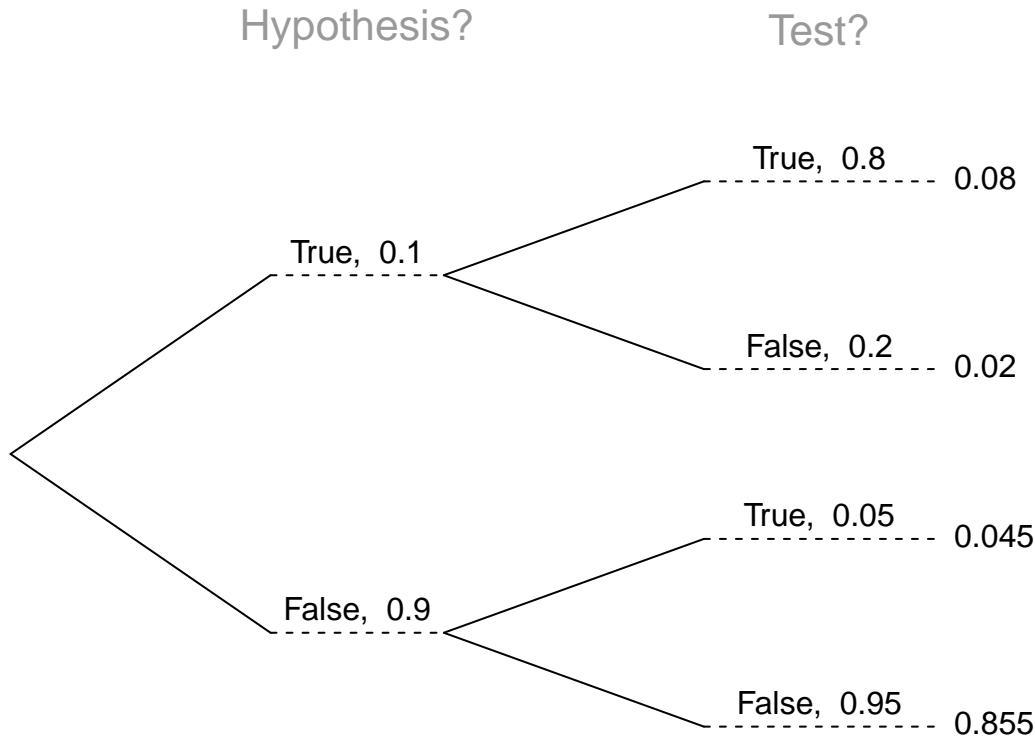 Hypothesis?
Test?
True, 0.8
0.08
True, 0.1
False, 0.2
0.02
True, 0.05
0.045
False, 0.9
False, 0.95
0.855